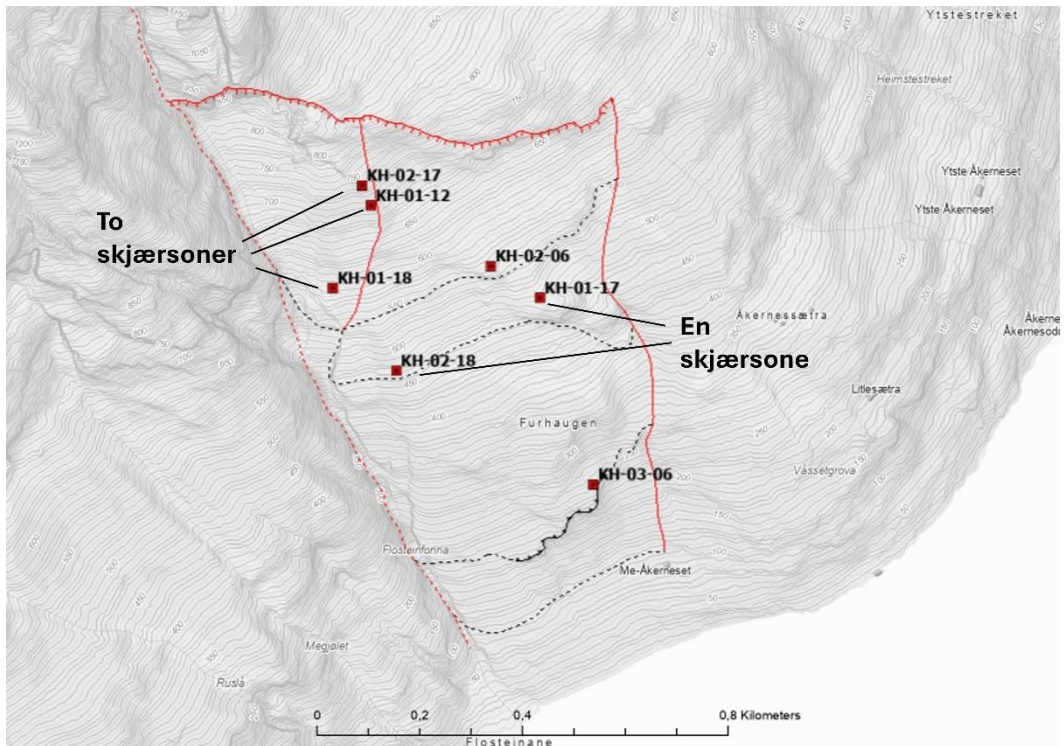 Ytstestreket
Heimstestreket
Ytste Åkerneset
Ytste Åkerneset
KH-02-17
KH-01-12
To
skjærsoner
KH-02-06
KH-01-18
KH-01-17
Åkernessætra
Åkerne
Åkernesodd
En
skjærsone
KH-02-18
Litlesætra
Furhaugen
KH-03-06
Våssetgrova
Flosteinfonna
Me-Åkerneset
Megjølet
Ruslå
0
0,2
0,4
0,8 Kilometers
Flosteinane